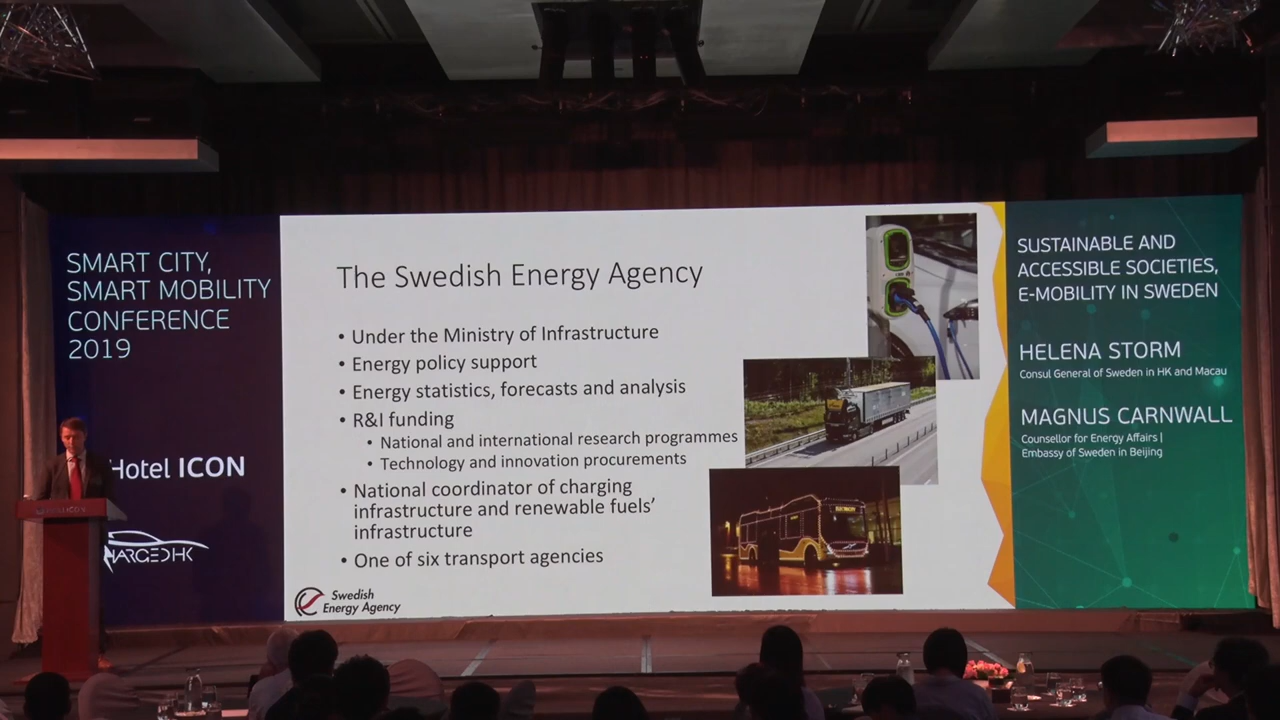 SMART CITY,
SMART MOBILITY
CONFERENCE
2019
Hotel ICON
The Swedish Energy Agency
• Under the Ministry of Infrastructure
• Energy policy support
• Energy statistics, forecasts and analysis
• R&I funding
• National and international research programmes
• Technology and innovation procurements
• National coordinator of charging
infrastructure and renewable fuels'
infrastructure
• One of six transport agencies
Swedish
Energy Agency
SUSTAINABLE AND
ACCESSIBLE SOCIETIES,
E-MOBILITY IN SWEDEN
HELENA STORM
Consul General of Sweden in HK and Macau
MAGNUS CARNWALL
Counsellor for Energy Affairs |
Embassy of Sweden in Beijing